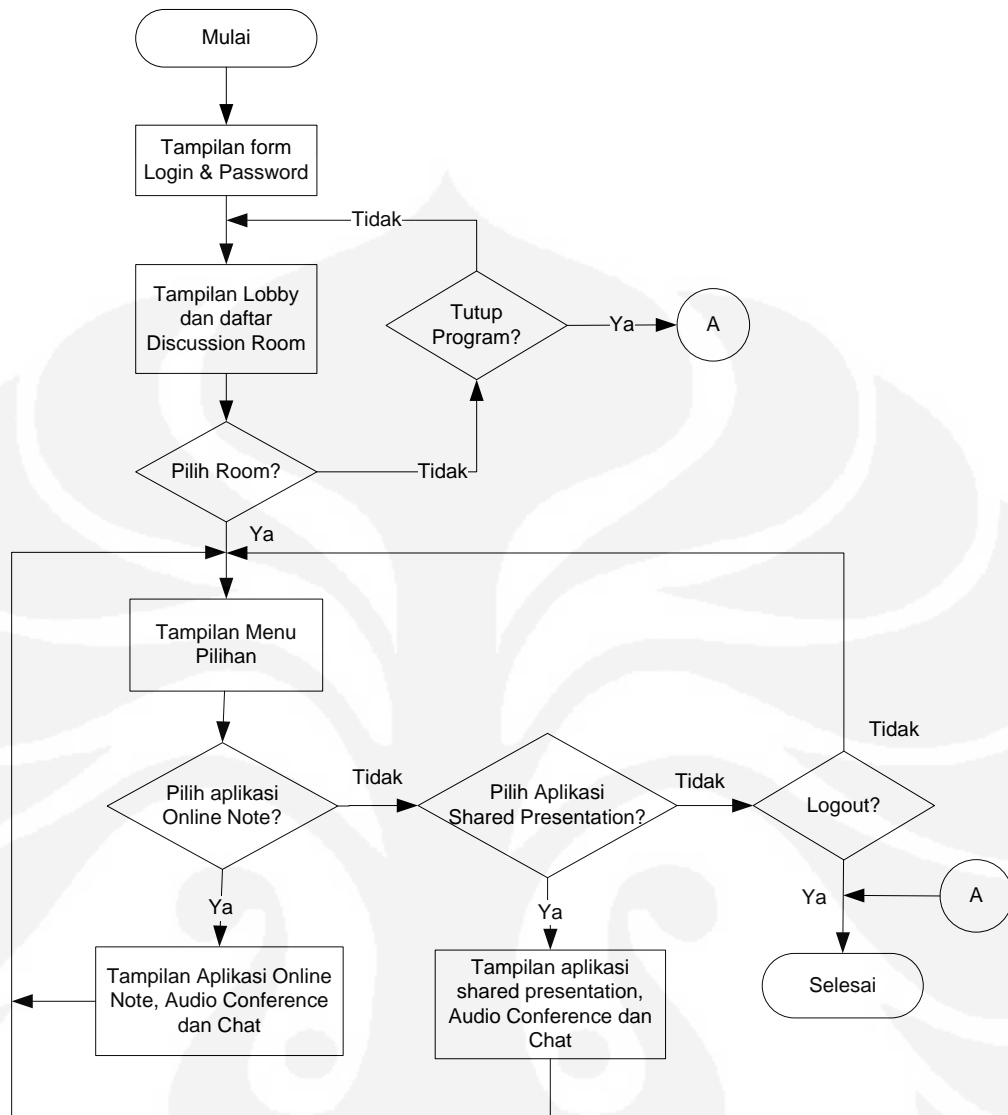 Mulai
Tampilan form
Login & Password
Tidak
Tampilan Lobby
dan daftar
Discussion Room
Tutup
Program?
Ya
A
Pilih Room?
Tidak
Ya
Tampilan Menu
Pilihan
Tidak
Pilih aplikasi
Online Note?
Tidak
Pilih Aplikasi
Shared Presentation?
Tidak
Logout?
Ya
Ya
Ya
A
Tampilan Aplikasi Online
Note, Audio Conference
dan Chat
Tampilan aplikasi
shared presentation,
Audio Conference dan
Chat
Selesai